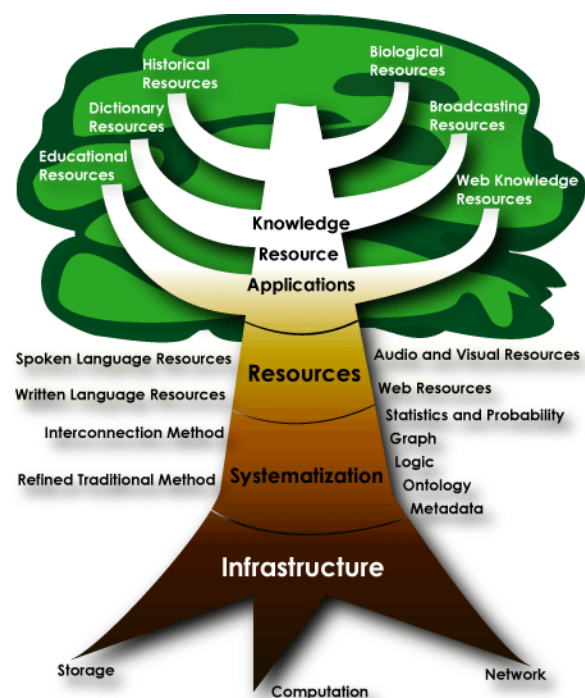 Historical
Resources
Biological
Resources
Dictionary
Resources
Broadcasting
Resources
Educational
Resources
Web Knowledge
Resources
Knowledge
Resource
Applications
Spoken Language Resources
Audio and Visual Resources
Resources
Written Language Resources
Web Resources
Statistics and Probability
Interconnection Method
Graph
Logic
Systematization
Refined Traditional Method
Ontology
Metadata
Infrastructure
Storage
Computation
Network